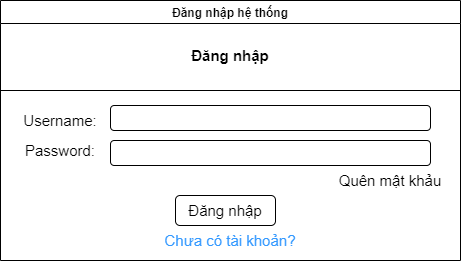 Đăng nhập hệ thống
Đăng nhập
Username:
Password:
Quên mật khẩu
Đăng nhập
Chưa có tài khoản?